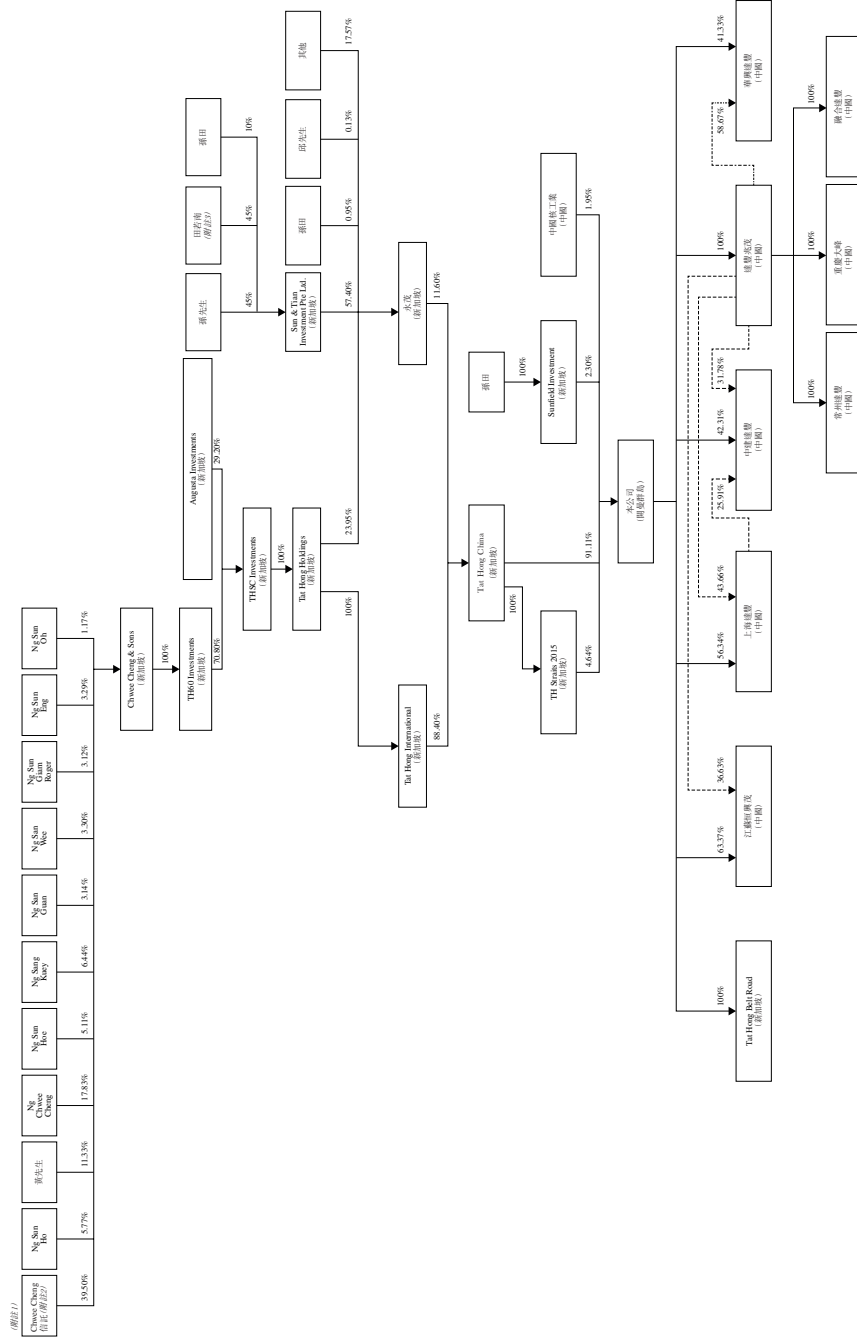 (附註1)
Chwee Cheng
信託(附註2)
39.50%
Ng Sun
Ho
5.77%
黃先生
11.33%
Ng
Chwee
Cheng
17.83%
Ng Sun
Hoe
5.11%
Ng Sang
Kuey
6.44%
Ng San
Guan
3.14%
Ng San
Wee
3.30%
Ng Sun
Giam
Roger
3.12%
Ng Sun
Eng
3.29%
Ng Sun
Oh
1.17%
Chwee Cheng & Sons
(新加坡)
100%
TH60 Investments
(新加坡)
70.80%
Augusta Investments
(新加坡)
29.20%
THSC Investments
(新加坡)
100%
Tat Hong Holdings
(新加坡)
100%
23.95%
孫先生
45%
田若南
(附註3)
45%
孫田
10%
Sun & Tian
Investment Pte Ltd.
(新加坡)
57.40%
孫田
0.95%
邱先生
0.13%
其他
17.57%
Tat Hong International
(新加坡)
88.40%
永茂
(新加坡)
11.60%
Tat Hong China
(新加坡)
100%
91.11%
TH Straits 2015
(新加坡)
4.64%
孫田
100%
Sunfield Investment
(新加坡)
2.30%
中國核工業
(中國)
1.95%
本公司
(開曼群島)
100%
63.37%
36.63%
56.34%
43.66%
25.91%
42.31%
31.78%
100%
58.67%
41.33%
Tat Hong Belt Road
(新加坡)
江蘇恒興茂
(中國)
上海達豐
(中國)
中建達豐
(中國)
達豐兆茂
(中國)
華興達豐
(中國)
100%
100%
100%
常州達豐
(中國)
重慶大峰
(中國)
融合達豐
(中國)